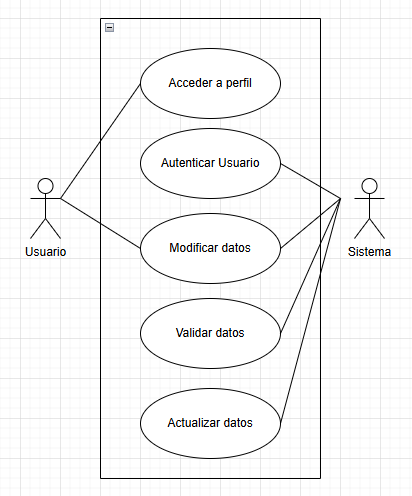 Acceder a perfil
Autenticar Usuario
Modificar datos
Usuario
Sistema
Validar datos
Actualizar datos